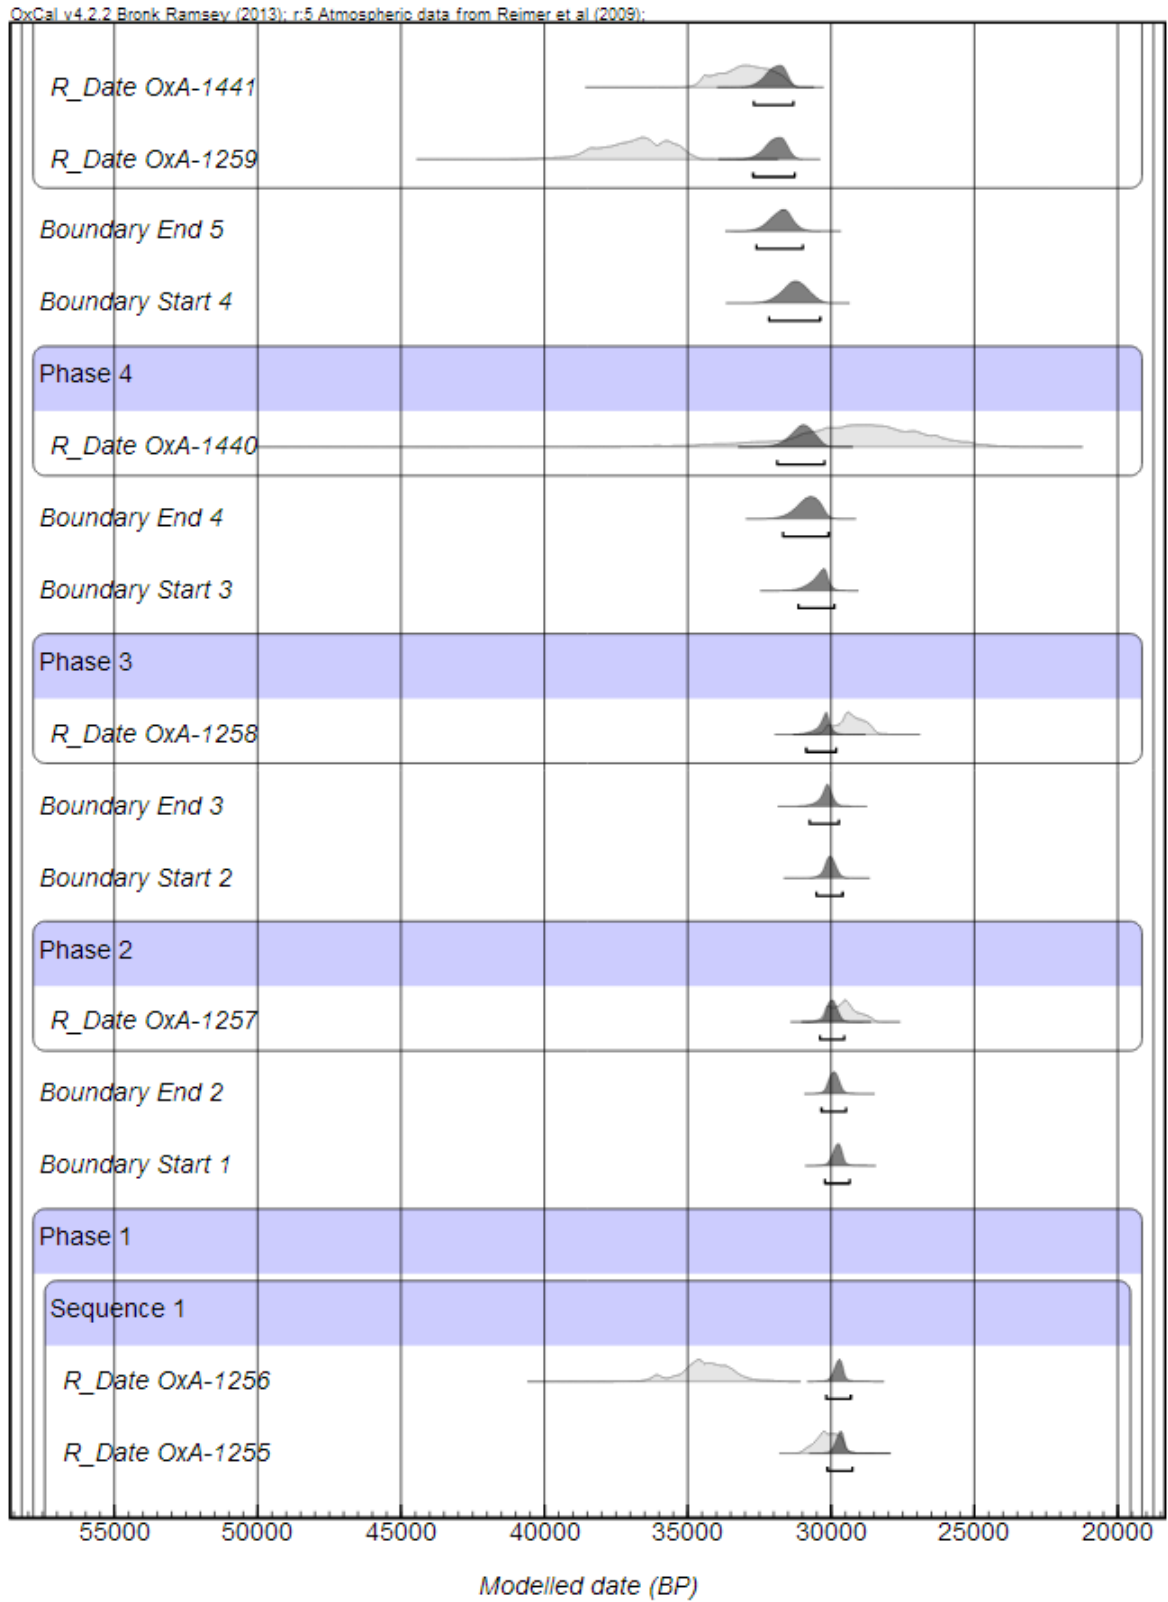 OxCal v4.2.2 Bronk Ramsey (2013); r:5 Atmospheric data from Reimer et al (2009);
R_Date OxA-1441
R_Date OxA-1259
Boundary End 5
Boundary Start 4
Phase 4
R_Date OxA-1440
Boundary End 4
Boundary Start 3
Phase 3
R_Date OxA-1258
Boundary End 3
Boundary Start 2
Phase 2
R_Date OxA-1257
Boundary End 2
Boundary Start 1
Phase 1
Sequence 1
R_Date OxA-1256
R_Date OxA-1255
55000 50000 45000 40000 35000 30000 25000 20000
Modelled date (BP)